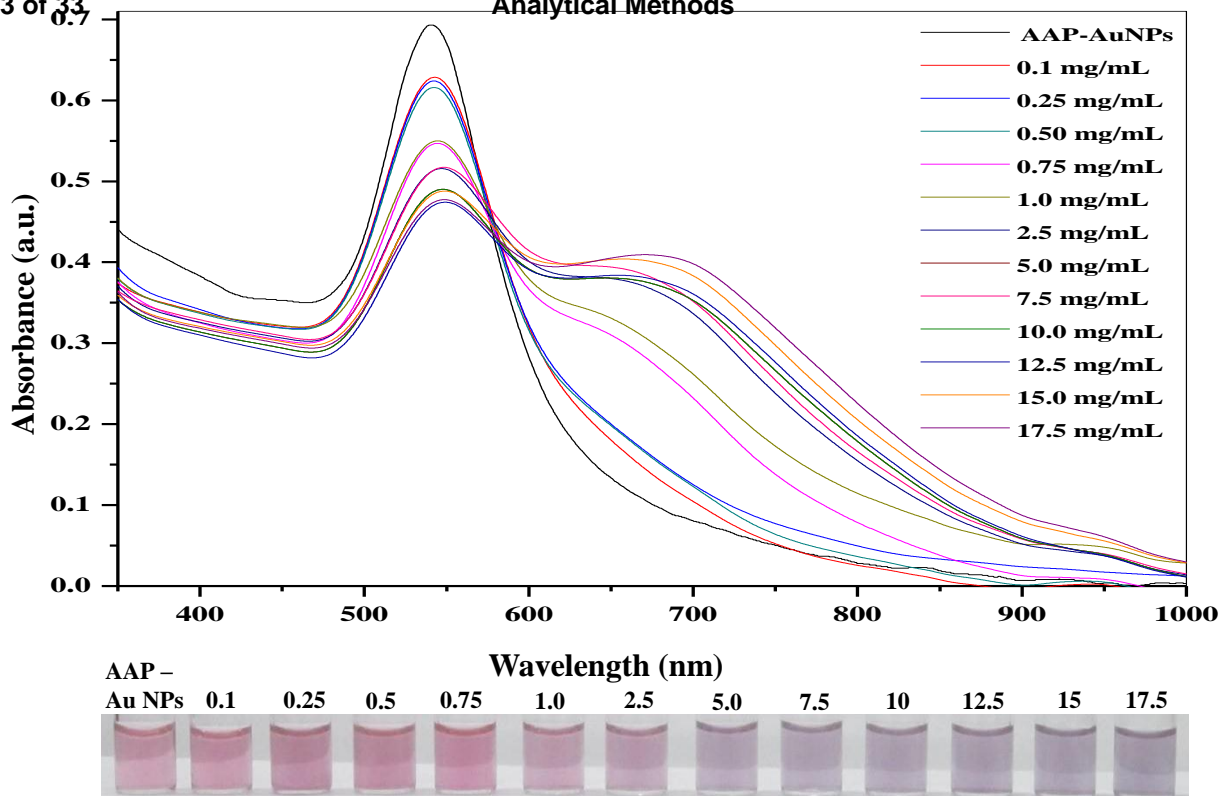 3 of 33
Analytical Methods
0.7
0.6
0.5
0.4
0.3
0.2
0.1
0.0
Absorbance (a.u.)
AAP-AuNPs
0.1 mg/mL
0.25 mg/mL
0.50 mg/mL
0.75 mg/mL
1.0 mg/mL
2.5 mg/mL
5.0 mg/mL
7.5 mg/mL
10.0 mg/mL
12.5 mg/mL
15.0 mg/mL
17.5 mg/mL
400 500 600 700 800 900 1000
Wavelength (nm)
AAP –
Au NPs 0.1 0.25 0.5 0.75 1.0 2.5 5.0 7.5 10 12.5 15 17.5